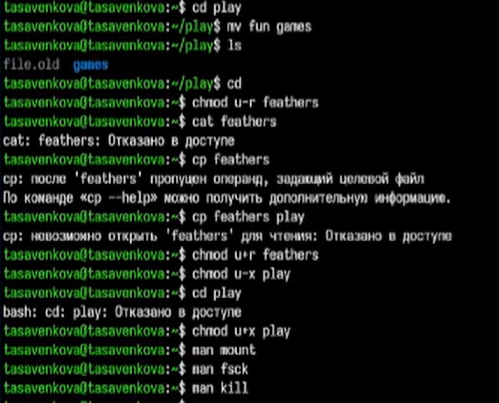 tasavenkova@tasavenkova:~$ cd play
tasavenkova@tasavenkova:~/play$ mv fun games
tasavenkova@tasavenkova:~/play$ ls
file.old games
tasavenkova@tasavenkova:~/play$ cd
tasavenkova@tasavenkova:~$ chmod u-r feathers
tasavenkova@tasavenkova:~$ cat feathers
cat: feathers: Отказано в доступе
tasavenkova@tasavenkova:~$ cp feathers
cp: после 'feathers' пропущен операнд, задающий целевой файл
По команде «cp --help» можно получить дополнительную информацию.
tasavenkova@tasavenkova:~$ cp feathers play
cp: невозможно открыть 'feathers' для чтения: Отказано в доступе
tasavenkova@tasavenkova:~$ chmod u+r feathers
tasavenkova@tasavenkova:~$ chmod u-x play
tasavenkova@tasavenkova:~$ cd play
bash: cd: play: Отказано в доступе
tasavenkova@tasavenkova:~$ chmod u+x play
tasavenkova@tasavenkova:~$ man mount
tasavenkova@tasavenkova:~$ man fsck
tasavenkova@tasavenkova:~$ man kill